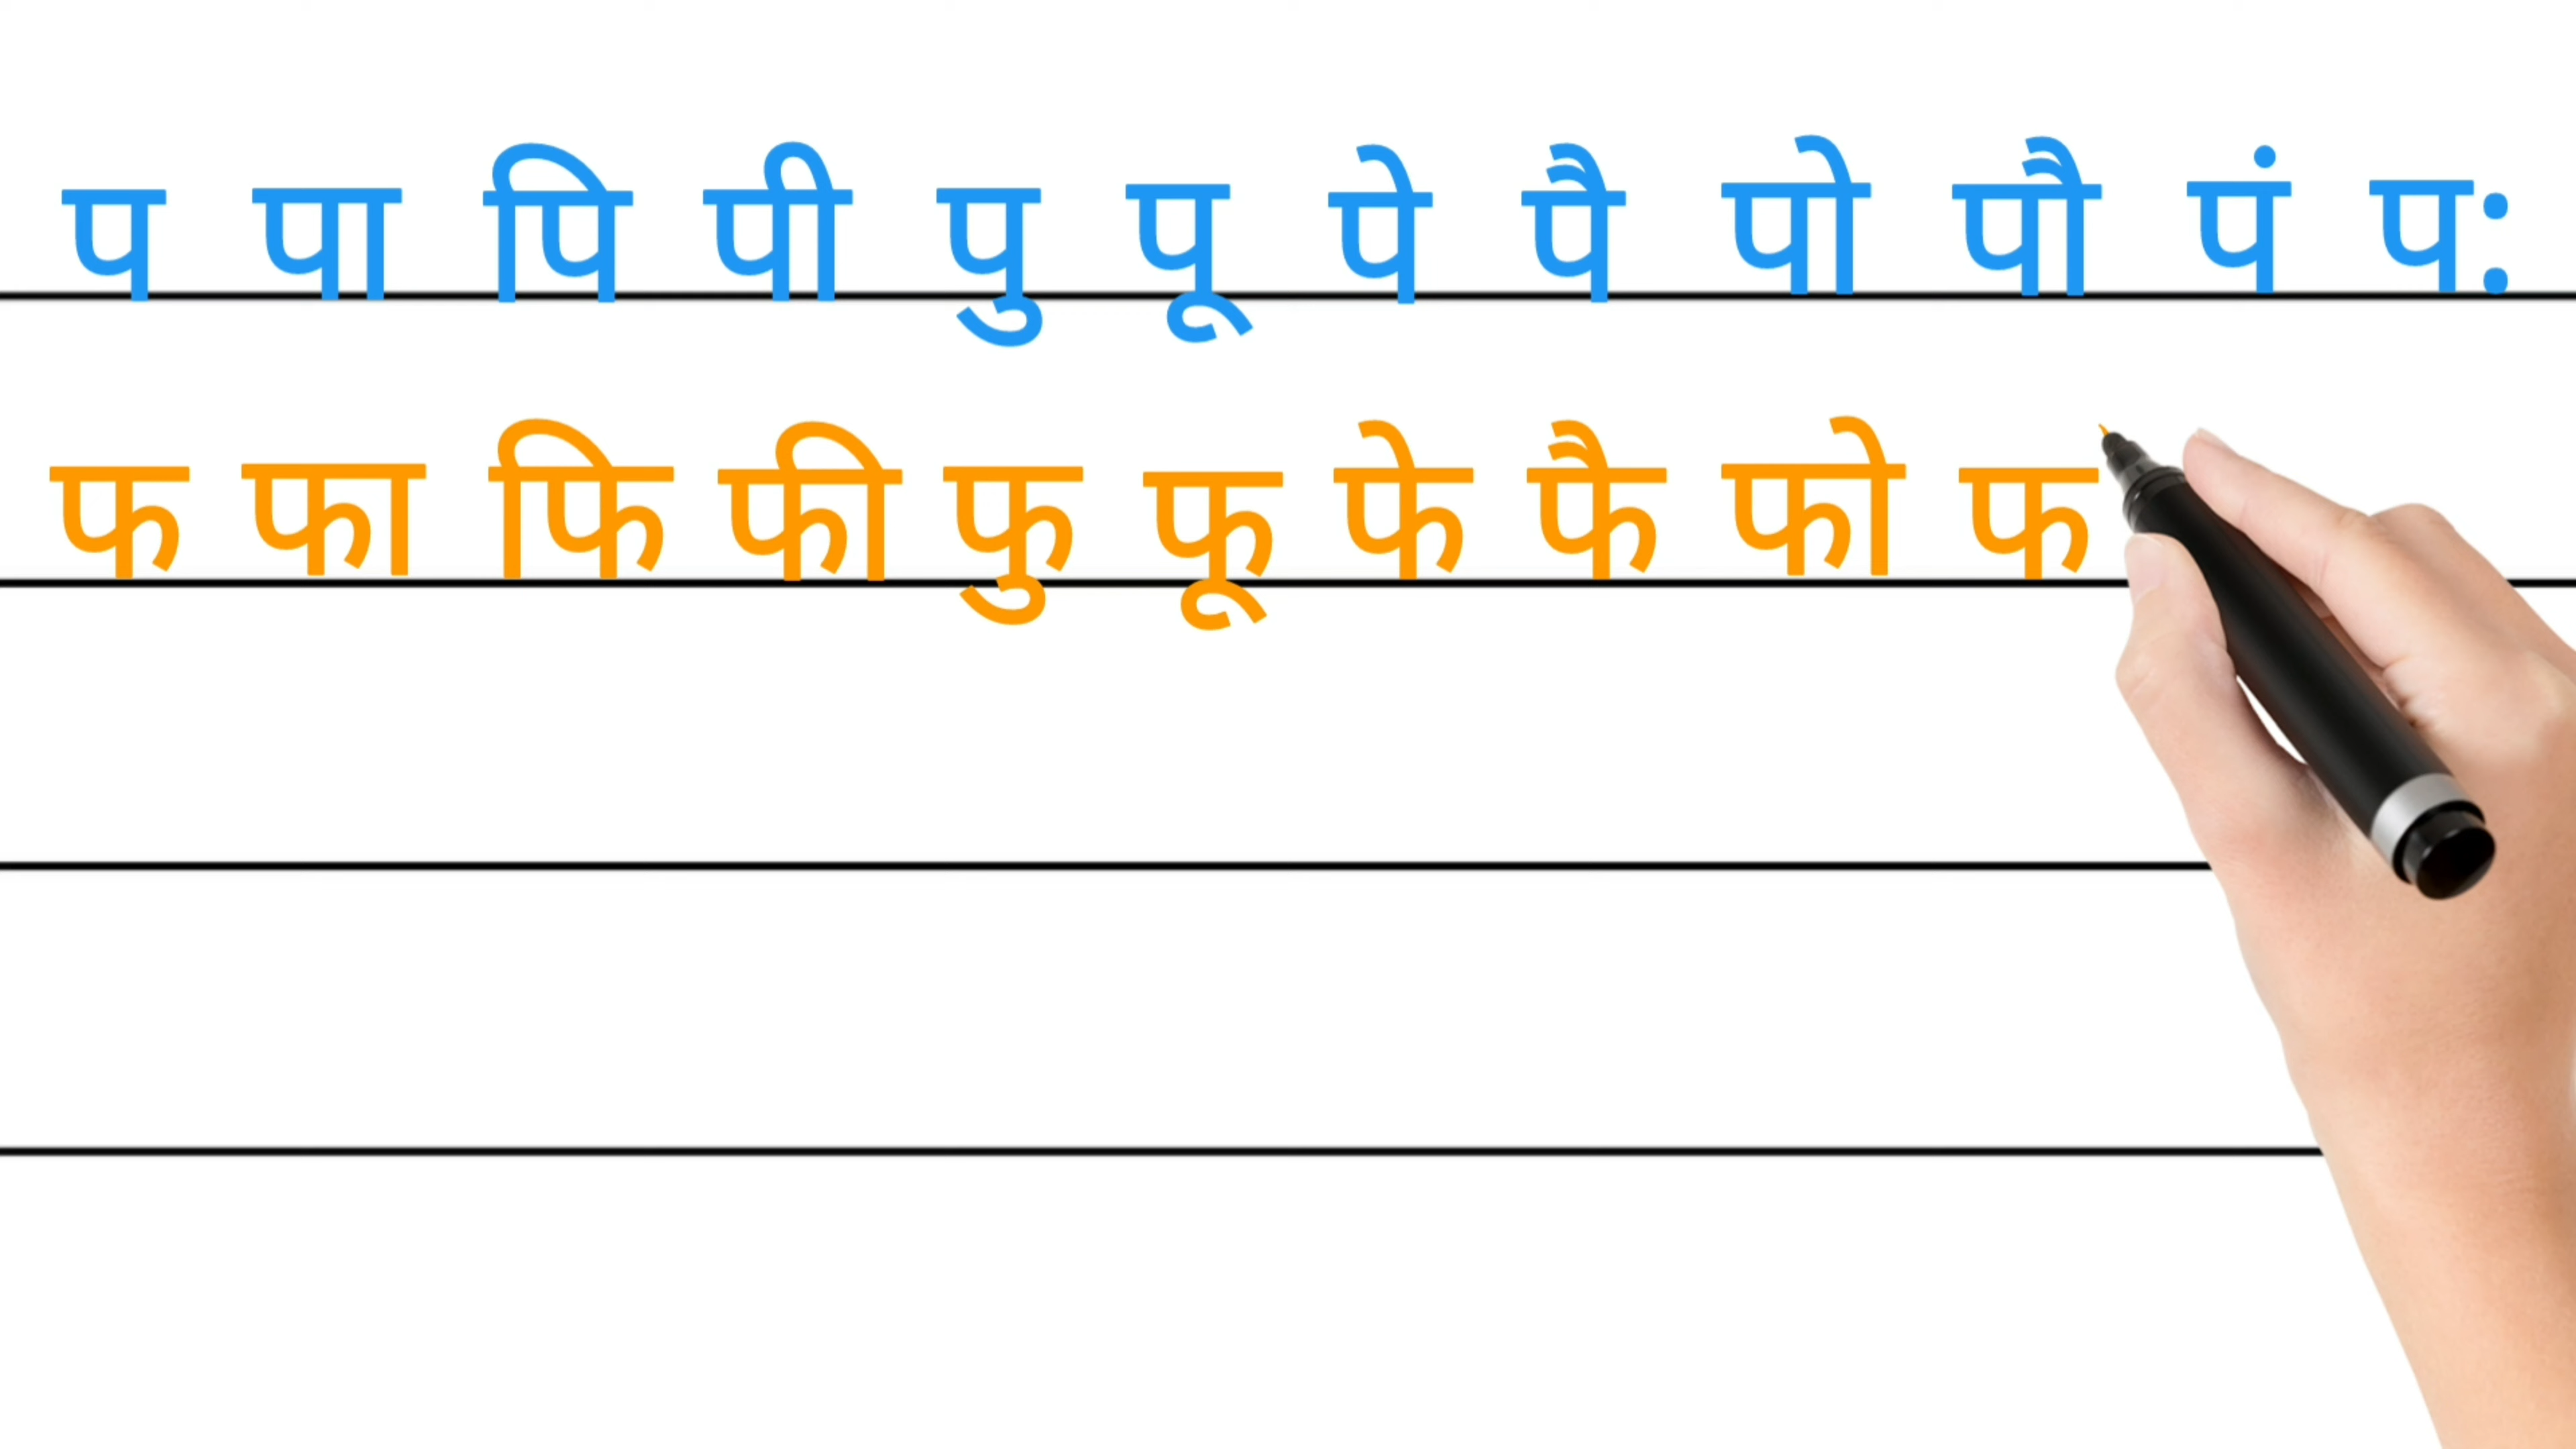 प पा पि पी पु पू पे पै पो पौ पं पः
फ फा फि फी फु फू फे फै फो फ